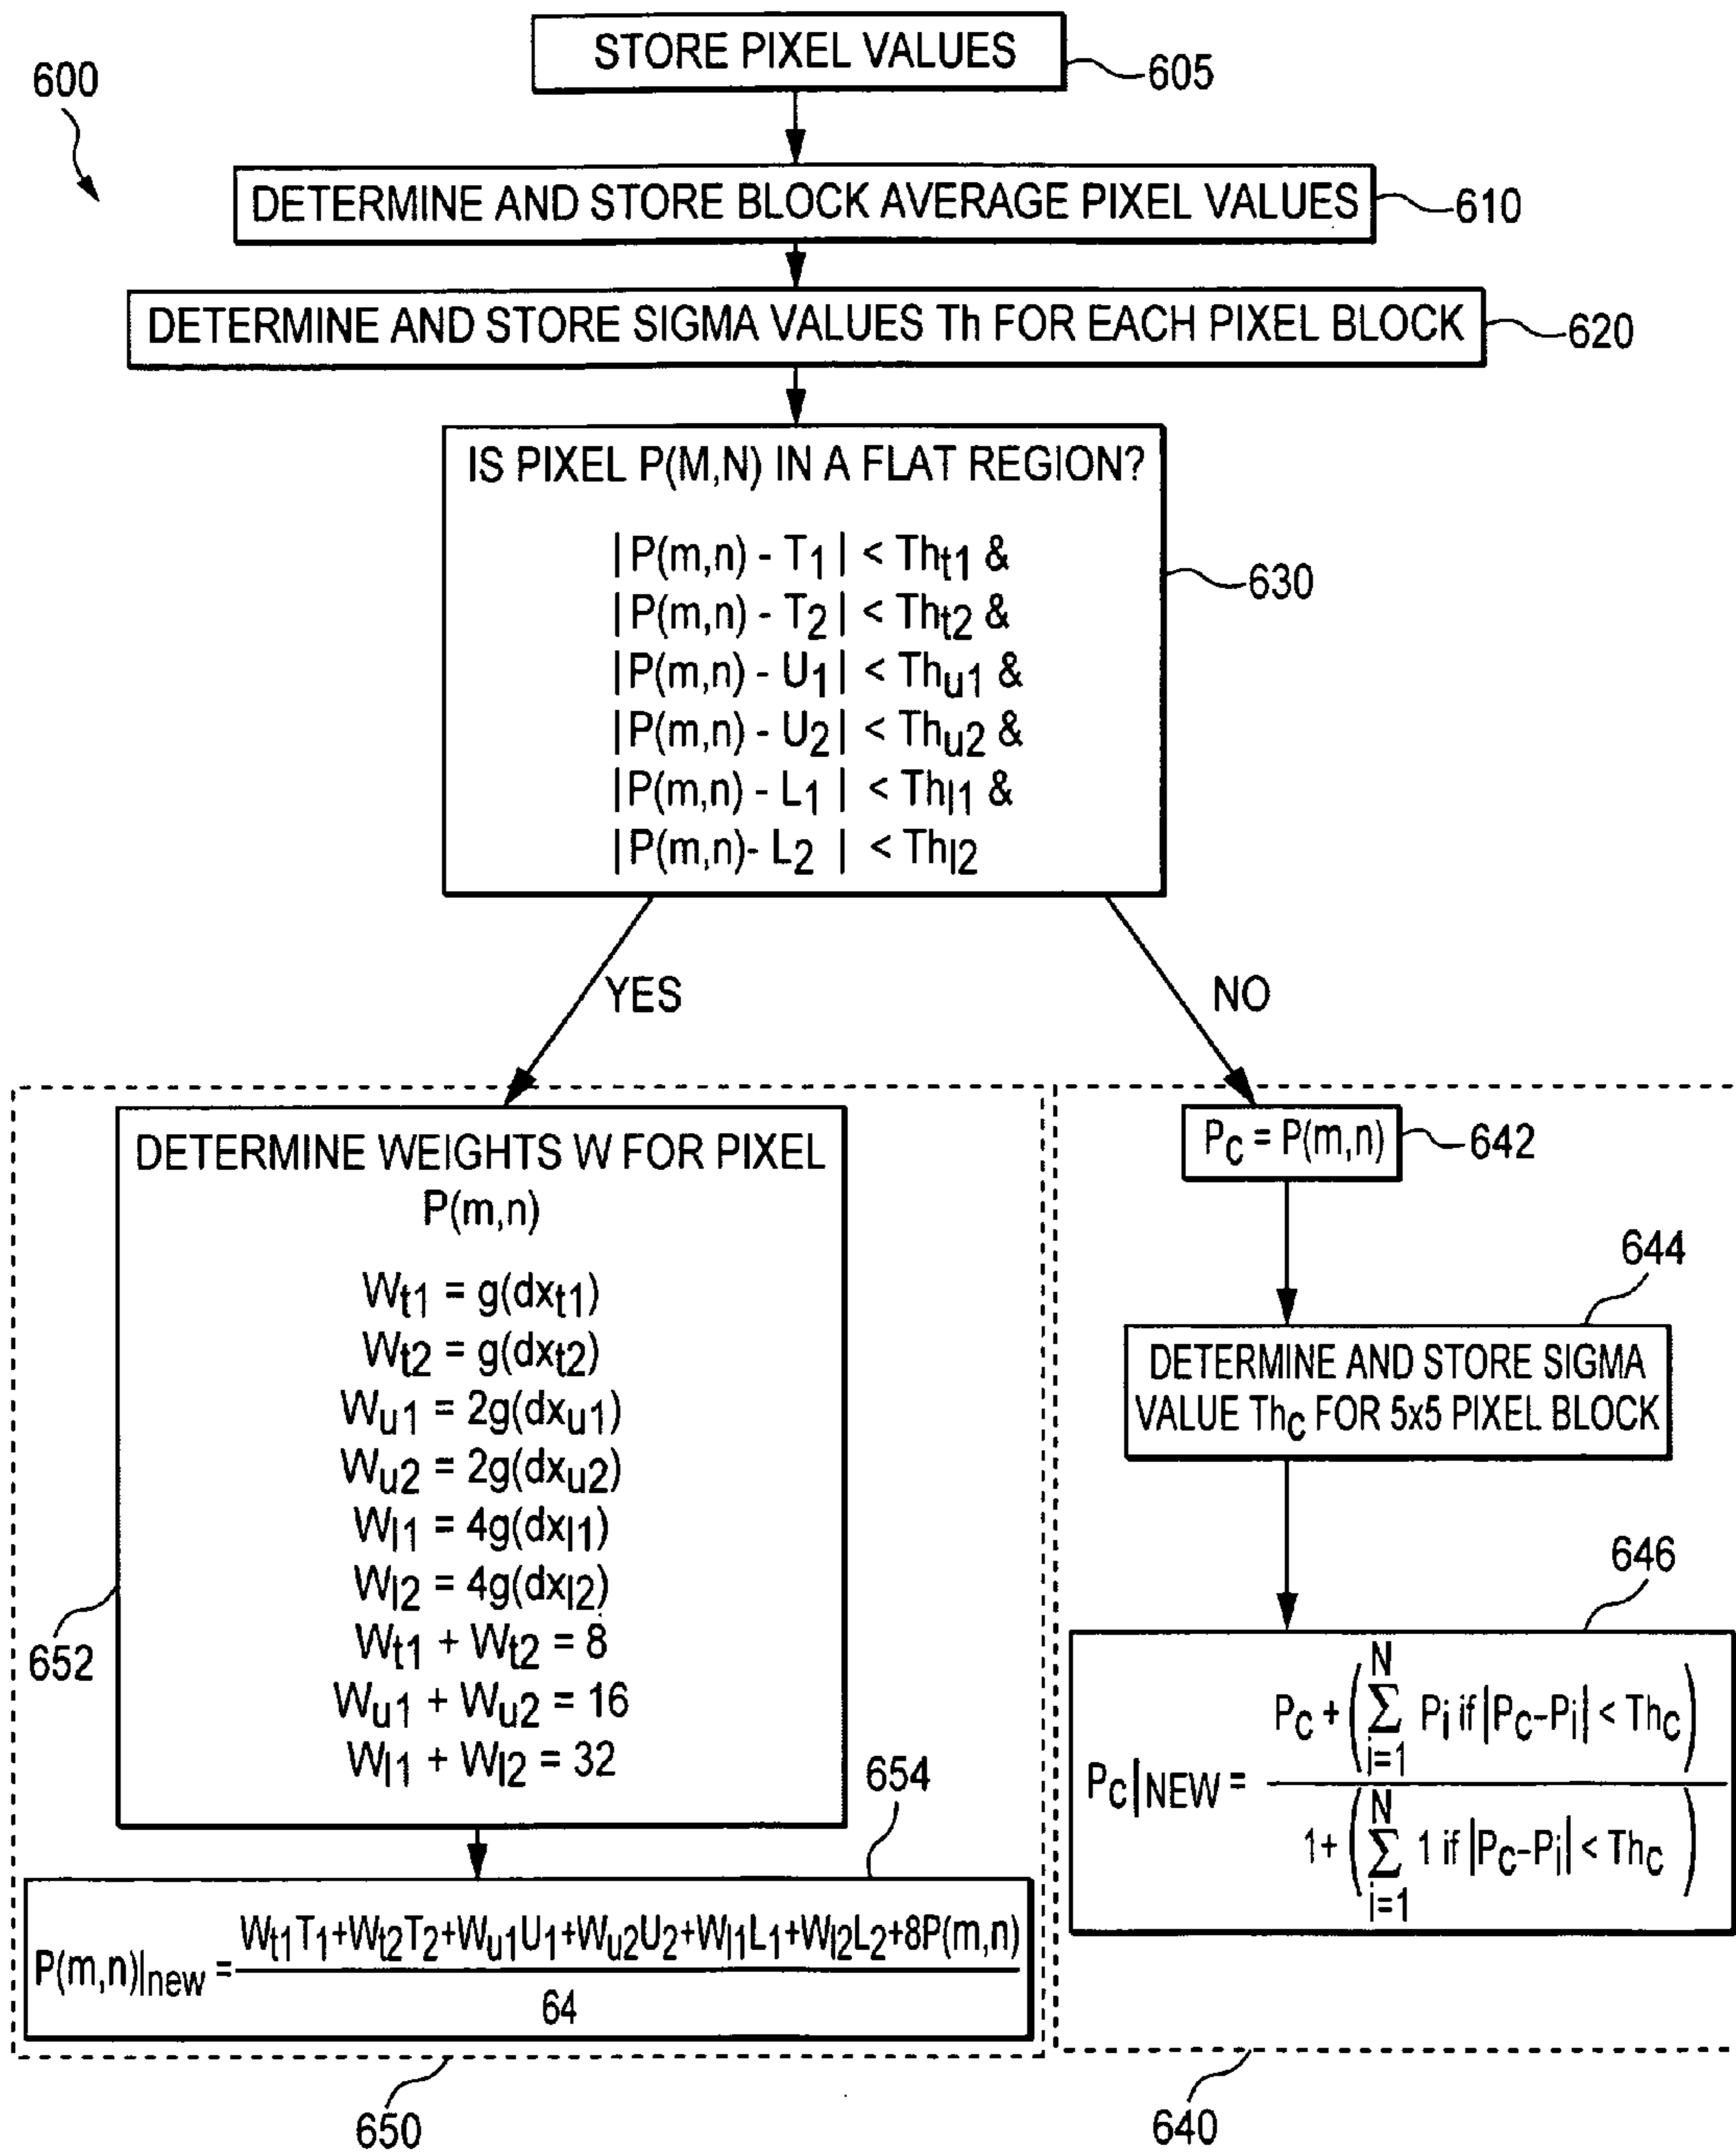 600
STORE PIXEL VALUES
605
DETERMINE AND STORE BLOCK AVERAGE PIXEL VALUES
610
DETERMINE AND STORE SIGMA VALUES Th FOR EACH PIXEL BLOCK
620
IS PIXEL P(M,N) IN A FLAT REGION?
|P(m,n) - T1| < Tht1 &
|P(m,n) - T2| < Tht2 &
|P(m,n) - U1| < Thu1 &
|P(m,n) - U2| < Thu2 &
|P(m,n) - L1 | < Thl1 &
|P(m,n)- L2 | < Thl2
630
YES
NO
DETERMINE WEIGHTS W FOR PIXEL
P(m,n)
Wt1 = g(dxt1)
Wt2 = g(dxt2)
Wu1 = 2g(dxu1)
Wu2 = 2g(dxu2)
Wl1 = 4g(dxl1)
Wl2 = 4g(dxl2)
Wt1 + Wt2 = 8
Wu1 + Wu2 = 16
Wl1 + Wl2 = 32
652
654
P(m,n)|new = Wt1T1+Wt2T2+Wu1U1+Wu2U2+Wl1L1+Wl2L2+8P(m,n)
64
650
Pc = P(m,n)
642
644
DETERMINE AND STORE SIGMA
VALUE Thc FOR 5x5 PIXEL BLOCK
646
Pc|NEW = Pc + (N ∑ i=1 Pi if |Pc-Pi| < Thc)
1+ (N ∑ i=1 1 if |Pc-Pi| < Thc )
640